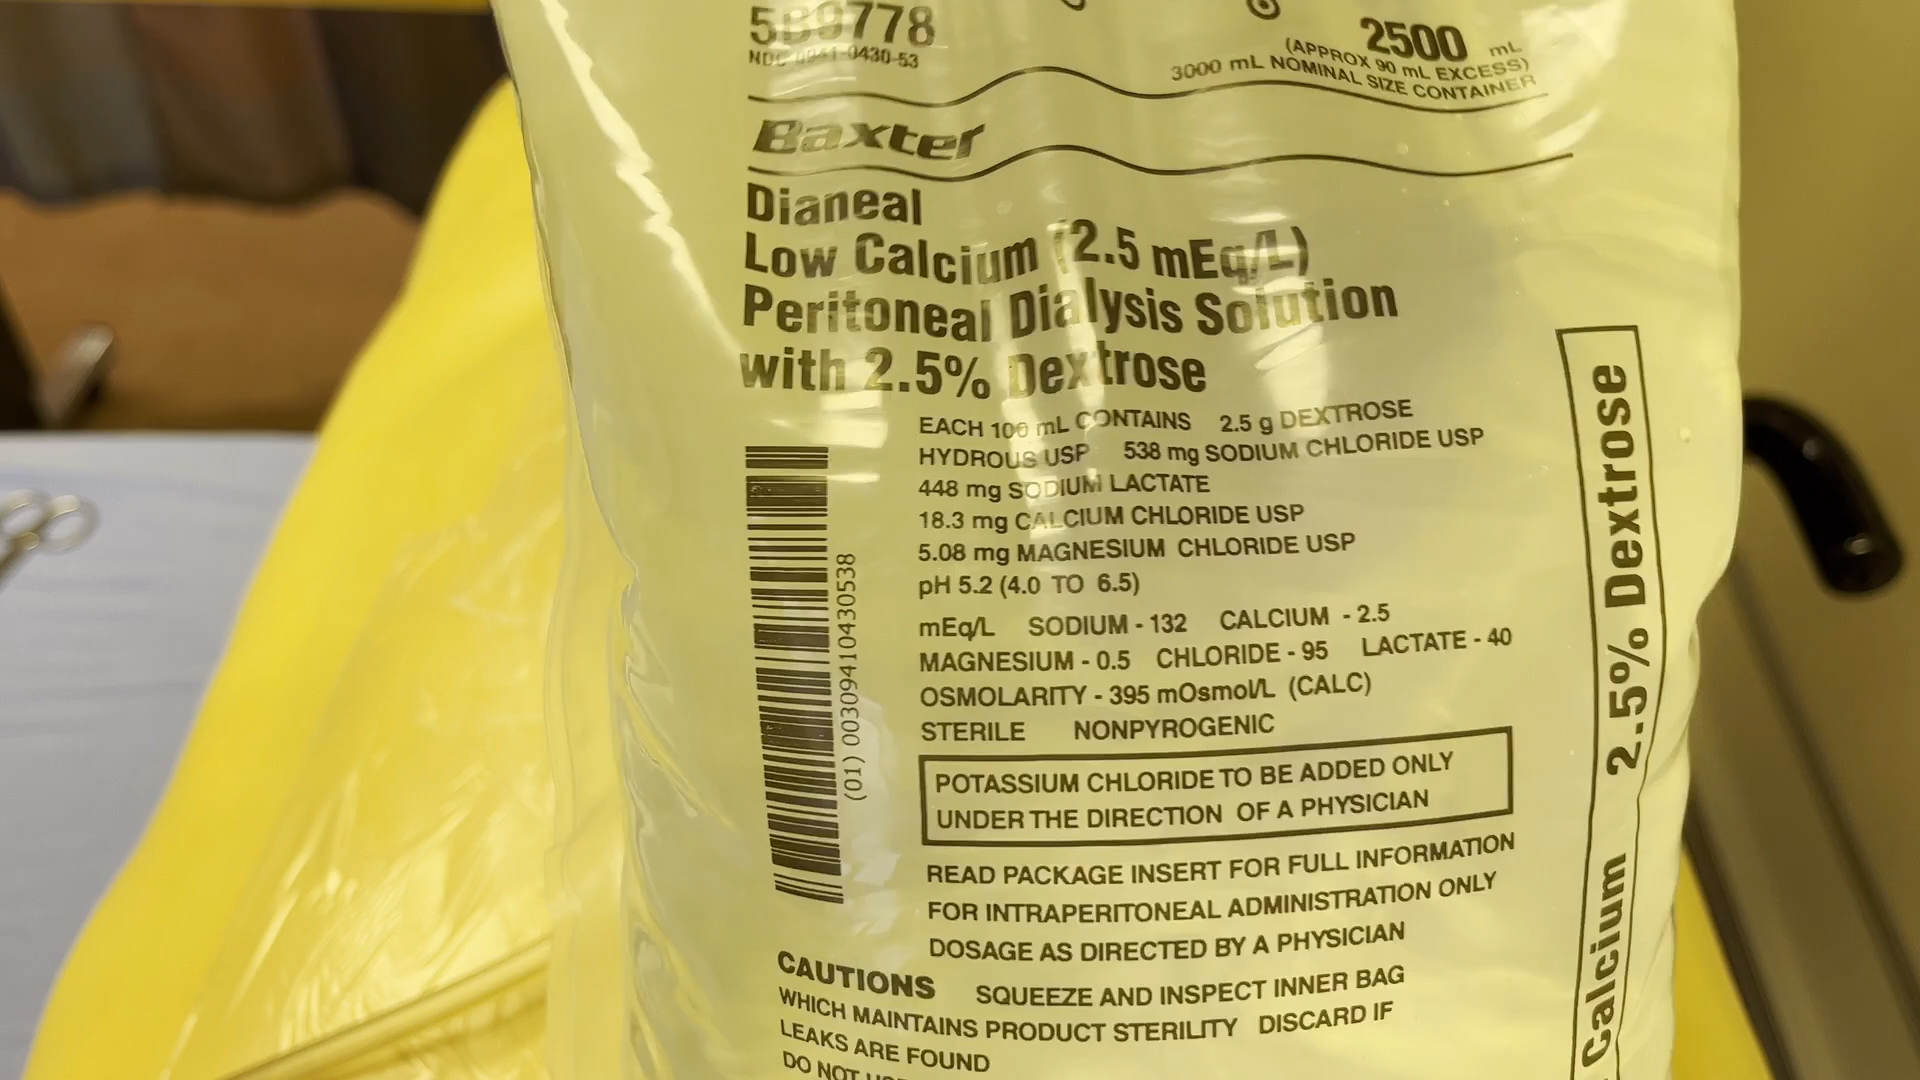 5B9778
NDC 0941-0430-53
2500 mL
(APPROX 90 mL EXCESS)
3000 mL NOMINAL SIZE CONTAINER
Baxter
Dianeal
Low Calcium (2.5 mEq/L)
Peritoneal Dialysis Solution
with 2.5% Dextrose
EACH 100 mL CONTAINS 2.5 g DEXTROSE
HYDROUS USP 538 mg SODIUM CHLORIDE USP
448 mg SODIUM LACTATE
18.3 mg CALCIUM CHLORIDE USP
5.08 mg MAGNESIUM CHLORIDE USP
pH 5.2 (4.0 TO 6.5)
mEq/L SODIUM - 132 CALCIUM - 2.5
MAGNESIUM - 0.5 CHLORIDE - 95 LACTATE - 40
OSMOLARITY - 395 mOsmol/L (CALC)
STERILE NONPYROGENIC
POTASSIUM CHLORIDE TO BE ADDED ONLY
UNDER THE DIRECTION OF A PHYSICIAN
READ PACKAGE INSERT FOR FULL INFORMATION
FOR INTRAPERITONEAL ADMINISTRATION ONLY
DOSAGE AS DIRECTED BY A PHYSICIAN
CAUTIONS SQUEEZE AND INSPECT INNER BAG
WHICH MAINTAINS PRODUCT STERILITY DISCARD IF
LEAKS ARE FOUND
DO NOT
(01) 00309410430538
Calcium 2.5% Dextrose